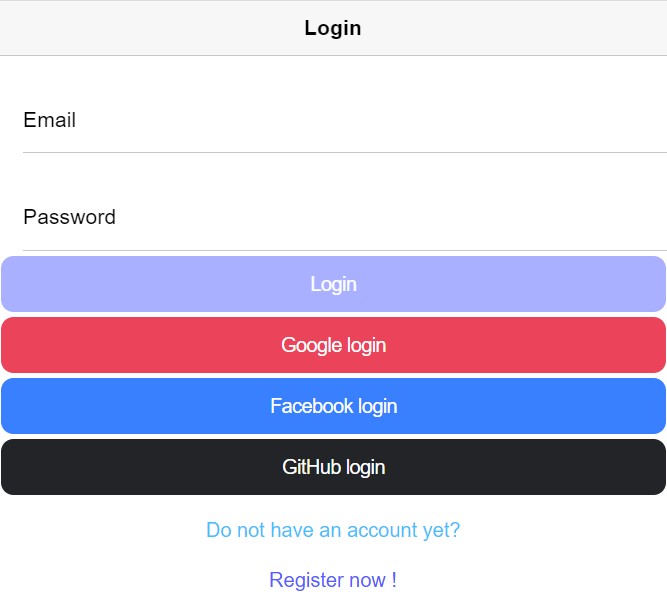 Login
Email
Password
Login
Google login
Facebook login
GitHub login
Do not have an account yet?
Register now !